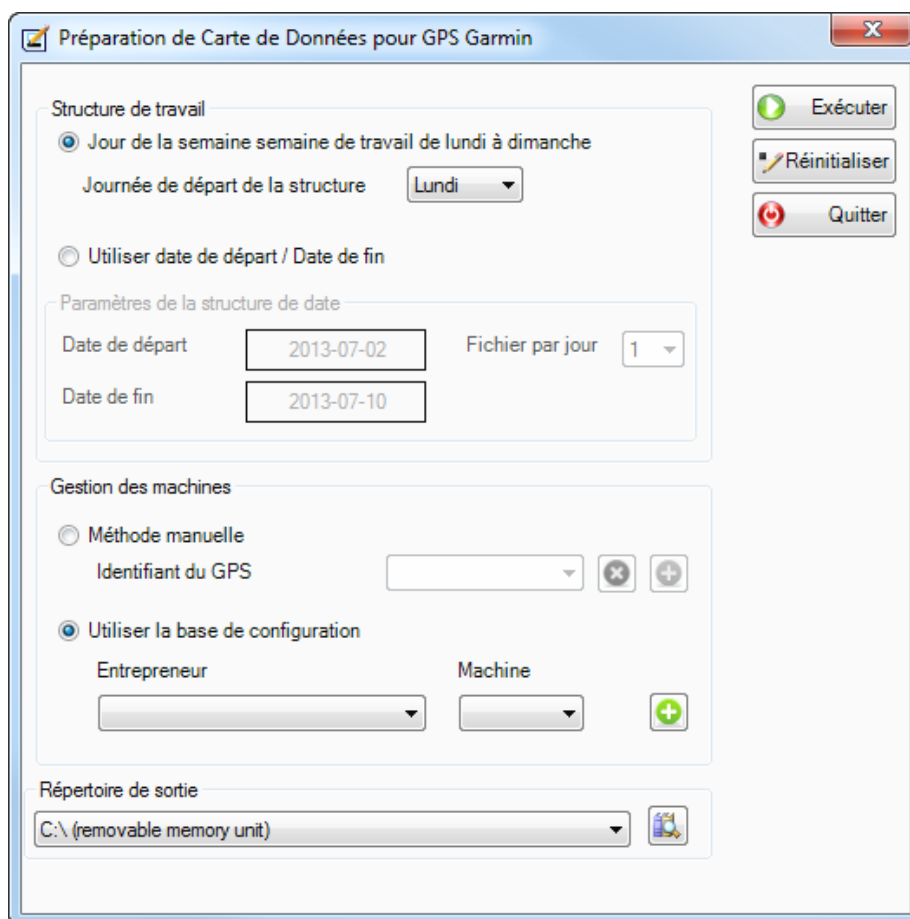 Préparation de Carte de Données pour GPS Garmin
Structure de travail
Jour de la semaine semaine de travail de lundi à dimanche
Journée de départ de la structure Lundi
Utiliser date de départ / Date de fin
Paramètres de la structure de date
Date de départ 2013-07-02 Fichier par jour 1
Date de fin 2013-07-10
Gestion des machines
Méthode manuelle
Identifiant du GPS
Utiliser la base de configuration
Entrepreneur Machine
Répertoire de sortie
C:\ (removable memory unit)
Exécuter
Réinitialiser
Quitter